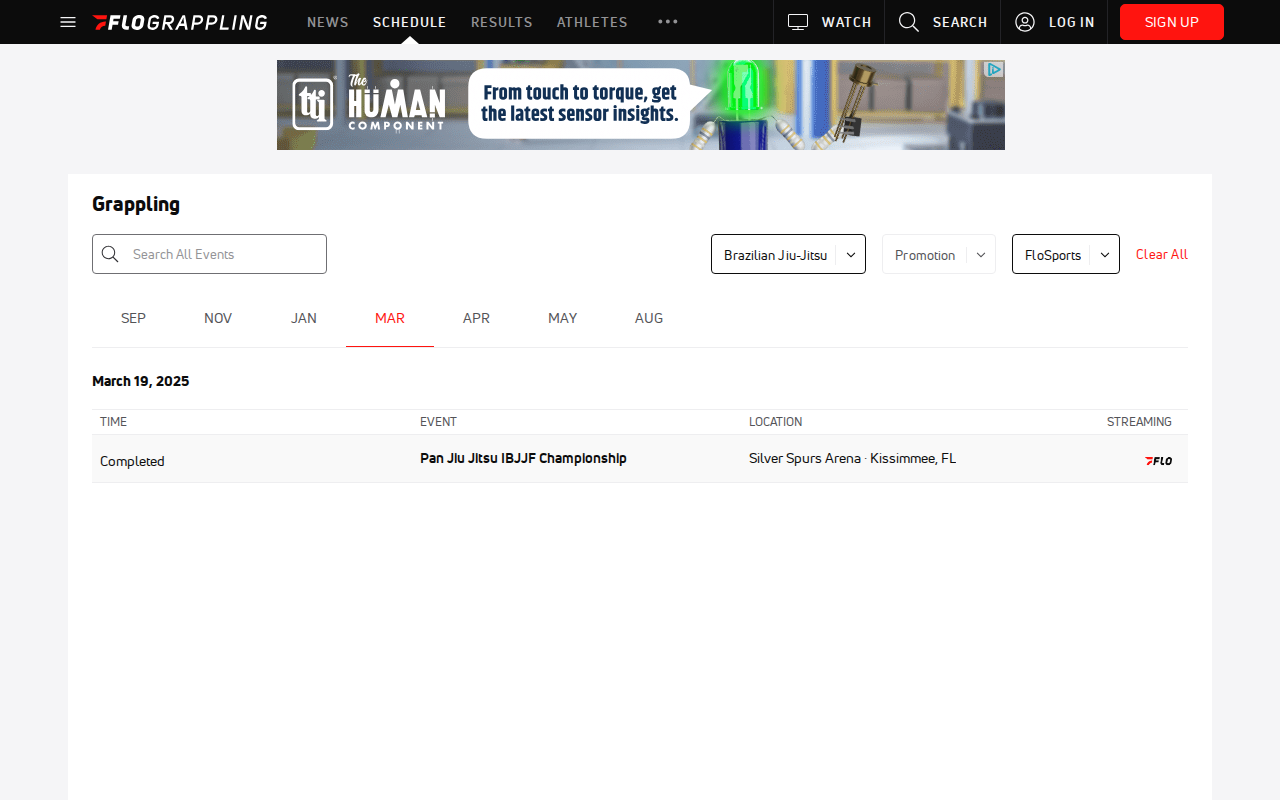 FLOGRAPPLING NEWS SCHEDULE RESULTS ATHLETES WATCH SEARCH LOG IN SIGN UP
tti The HUMAN COMPONENT
From touch to torque, get
the latest sensor insights.
Grappling
Search All Events Brazilian Jiu-Jitsu Promotion FloSports Clear All
SEP NOV JAN MAR APR MAY AUG
March 19, 2025
TIME EVENT LOCATION STREAMING
Completed Pan Jiu Jitsu IBJJF Championship Silver Spurs Arena · Kissimmee, FL FLO